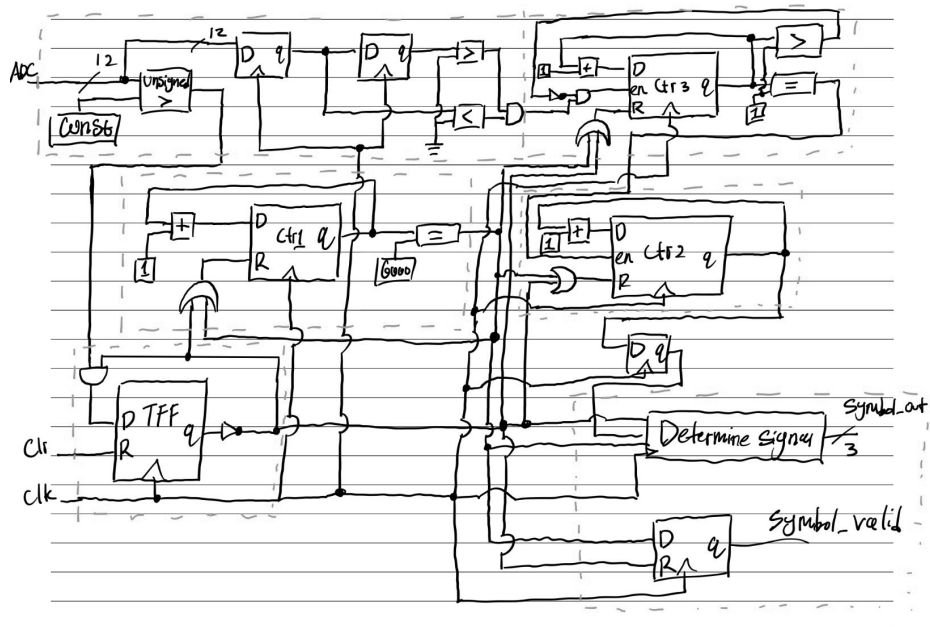 12
12
D q
D q
>
ADC
Unsigned
>
Const
<
1
+
D
en Ctr3 q
R
>
=
1
+
D
Ctr1 q
R
1
=
6000
1
+
D
en Ctr2 q
R
D q
D TFF
R q
Clr
Clk
Determine Signal
Symbol_out
3
D q
R
Symbol_valid